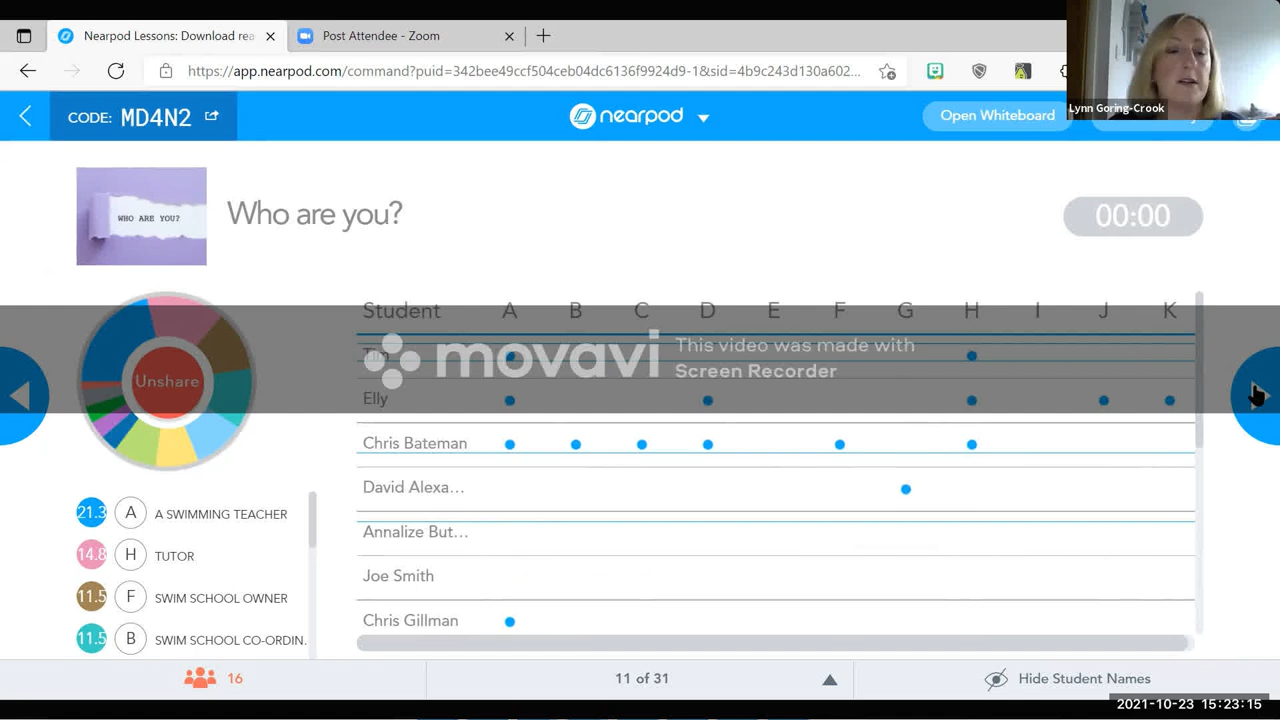 Nearpod Lessons: Download rea
Post Attendee - Zoom
https://app.nearpod.com/command?puid=342bee49ccf504ceb04dc6136f9924d9-1&sid=4b9c243d130a602...
Lynn Goring-Crook
CODE: MD4N2
nearpod
Open Whiteboard
WHO ARE YOU?
Who are you?
00:00
Student A B C D E F G H I J K
Tim
movavi
This video was made with
Screen Recorder
Unshare
Elly
Chris Bateman
David Alexa...
Annalize But...
Joe Smith
Chris Gillman
21.3 A A SWIMMING TEACHER
14.8 H TUTOR
11.5 F SWIM SCHOOL OWNER
11.5 B SWIM SCHOOL CO-ORDIN.
16
11 of 31
Hide Student Names
2021-10-23 15:23:15